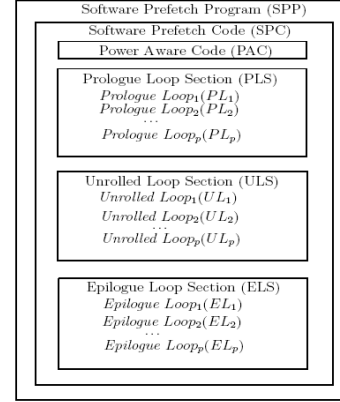 Software Prefetch Program (SPP)
Software Prefetch Code (SPC)
Power Aware Code (PAC)
Prologue Loop Section (PLS)
Prologue Loop₁(PL₁)
Prologue Loop₂(PL₂)
...
Prologue Loopₚ(PLₚ)
Unrolled Loop Section (ULS)
Unrolled Loop₁(UL₁)
Unrolled Loop₂(UL₂)
...
Unrolled Loopₚ(ULₚ)
Epilogue Loop Section (ELS)
Epilogue Loop₁(EL₁)
Epilogue Loop₂(EL₂)
...
Epilogue Loopₚ(ELₚ)